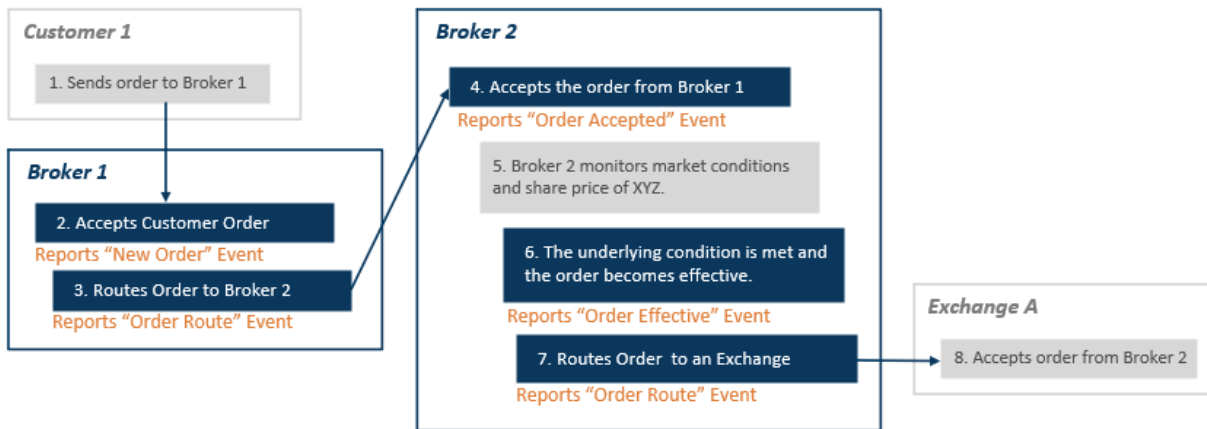 Customer 1
1. Sends order to Broker 1
Broker 1
2. Accepts Customer Order
Reports “New Order” Event
3. Routes Order to Broker 2
Reports “Order Route” Event
Broker 2
4. Accepts the order from Broker 1
Reports “Order Accepted” Event
5. Broker 2 monitors market conditions
and share price of XYZ.
6. The underlying condition is met and
the order becomes effective.
Reports “Order Effective” Event
7. Routes Order to an Exchange
Reports “Order Route” Event
Exchange A
8. Accepts order from Broker 2